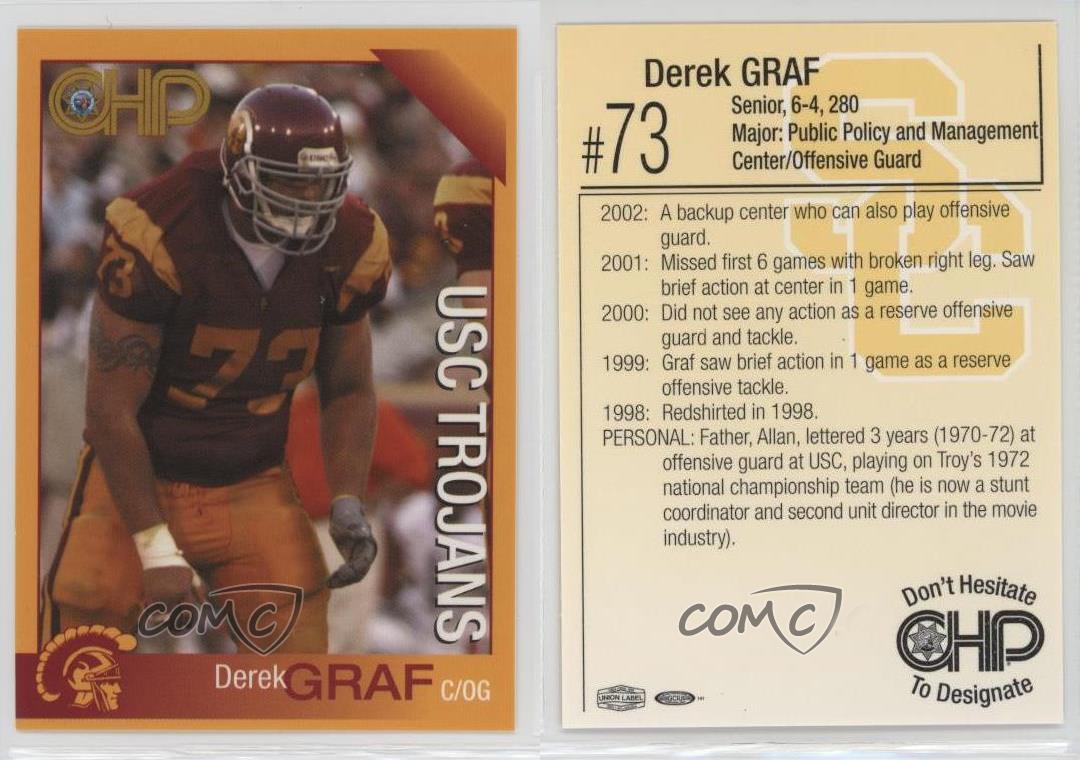 CHP
73
73
USC TROJANS
COMC
Derek GRAF C/OG
Derek GRAF
#73
Senior, 6-4, 280
Major: Public Policy and Management
Center/Offensive Guard
2002: A backup center who can also play offensive
guard.
2001: Missed first 6 games with broken right leg. Saw
brief action at center in 1 game.
2000: Did not see any action as a reserve offensive
guard and tackle.
1999: Graf saw brief action in 1 game as a reserve
offensive tackle.
1998: Redshirted in 1998.
PERSONAL: Father, Allan, lettered 3 years (1970-72) at
offensive guard at USC, playing on Troy's 1972
national championship team (he is now a stunt
coordinator and second unit director in the movie
industry).
COMC
Don't Hesitate
CHP
To Designate
UNION LABEL